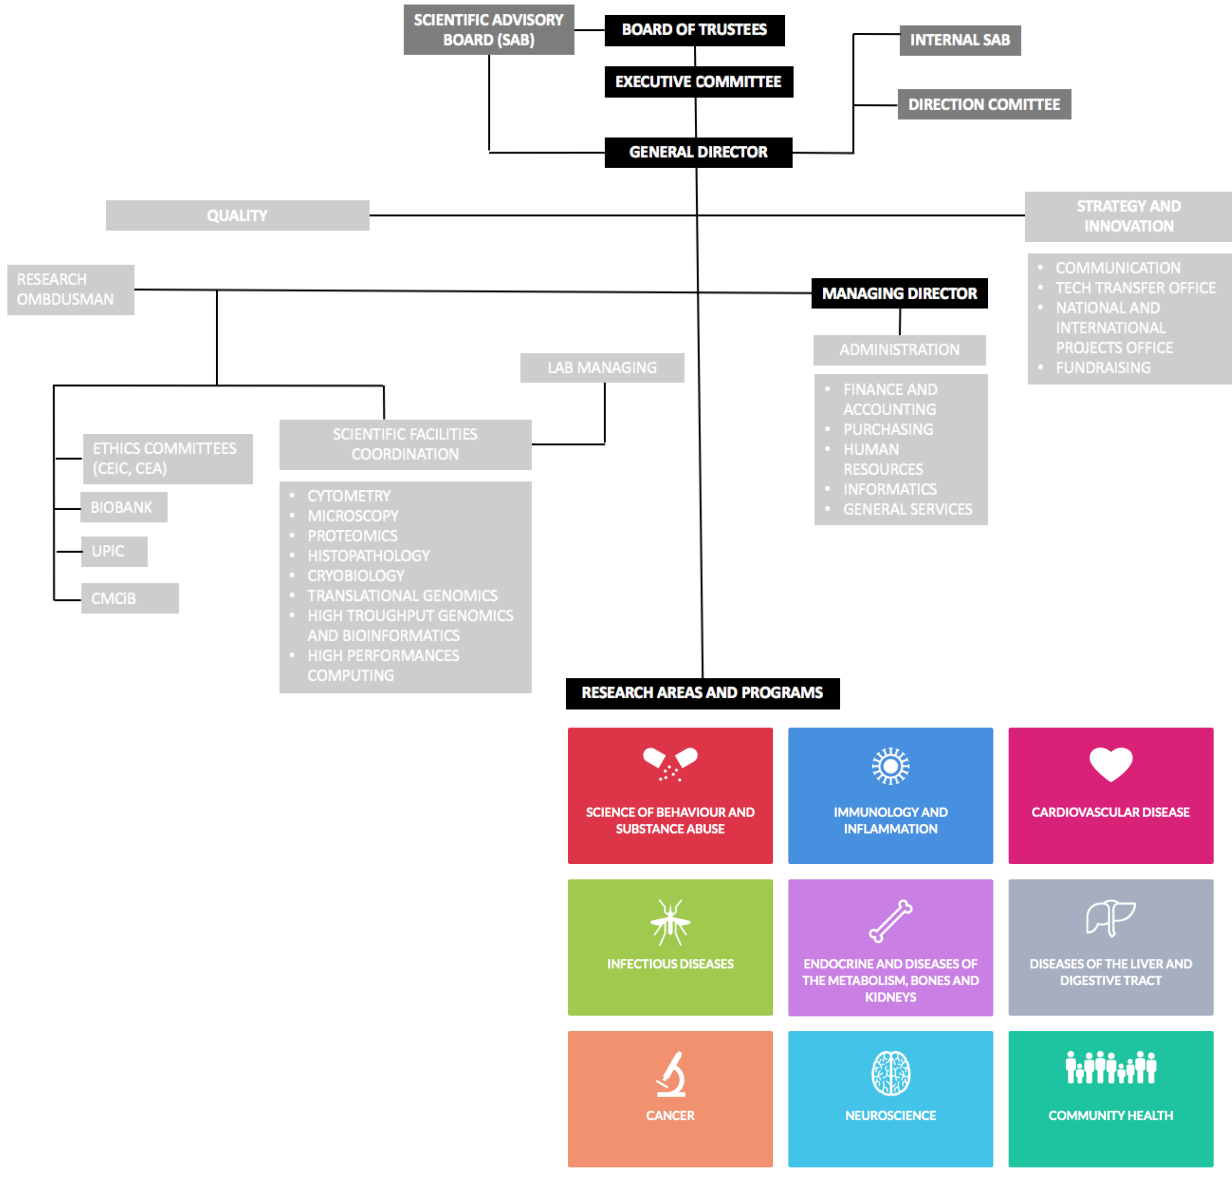 SCIENTIFIC ADVISORY
BOARD (SAB)
BOARD OF TRUSTEES
INTERNAL SAB
EXECUTIVE COMMITTEE
DIRECTION COMITTEE
GENERAL DIRECTOR
QUALITY
STRATEGY AND
INNOVATION
• COMMUNICATION
• TECH TRANSFER OFFICE
• NATIONAL AND
INTERNATIONAL
PROJECTS OFFICE
• FUNDRAISING
RESEARCH
OMBDUSMAN
MANAGING DIRECTOR
ADMINISTRATION
• FINANCE AND
ACCOUNTING
• PURCHASING
• HUMAN
RESOURCES
• INFORMATICS
• GENERAL SERVICES
LAB MANAGING
SCIENTIFIC FACILITIES
COORDINATION
• CYTOMETRY
• MICROSCOPY
• PROTEOMICS
• HISTOPATHOLOGY
• CRYOBIOLOGY
• TRANSLATIONAL GENOMICS
• HIGH TROUGHPUT GENOMICS
AND BIOINFORMATICS
• HIGH PERFORMANCES
COMPUTING
ETHICS COMMITTEES
(CEIC, CEA)
BIOBANK
UPIC
CMCiB
RESEARCH AREAS AND PROGRAMS
SCIENCE OF BEHAVIOUR AND
SUBSTANCE ABUSE
IMMUNOLOGY AND
INFLAMMATION
CARDIOVASCULAR DISEASE
INFECTIOUS DISEASES
ENDOCRINE AND DISEASES OF
THE METABOLISM, BONES AND
KIDNEYS
DISEASES OF THE LIVER AND
DIGESTIVE TRACT
CANCER
NEUROSCIENCE
COMMUNITY HEALTH